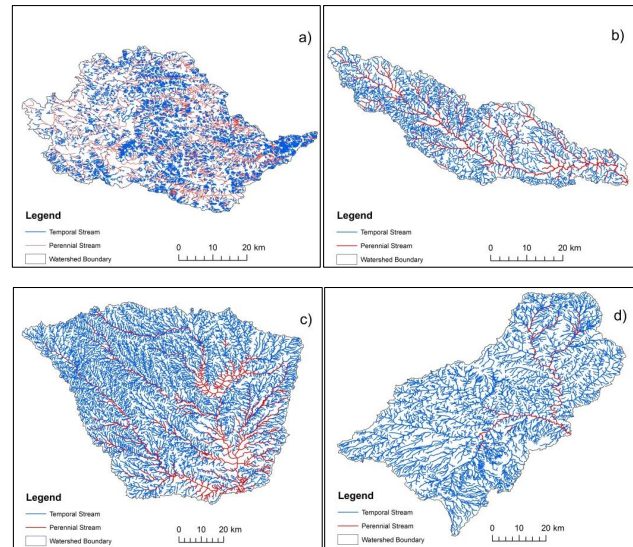 a)
Legend
Temporal Stream
Perennial Stream
Watershed Boundary
0 10 20 km
b)
Legend
Temporal Stream
Perennial Stream
Watershed Boundary
0 10 20 km
c)
Legend
Temporal Stream
Perennial Stream
Watershed Boundary
0 10 20 km
d)
Legend
Temporal Stream
Perennial Stream
Watershed Boundary
0 10 20 km